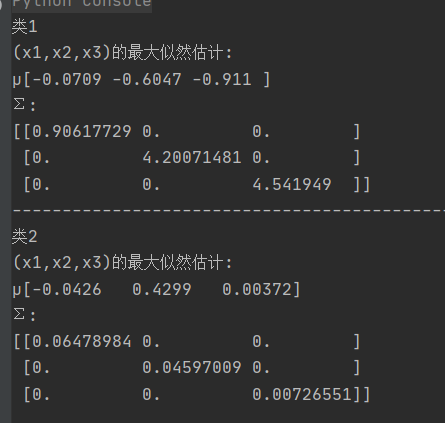 Python Console
类1
(x1,x2,x3)的最大似然估计:
μ[-0.0709 -0.6047 -0.911 ]
Σ:
[[0.90617729 0.         0.        ]
 [0.         4.20071481 0.        ]
 [0.         0.         4.541949  ]]
--------------------------------------------
类2
(x1,x2,x3)的最大似然估计:
μ[-0.0426   0.4299   0.00372]
Σ:
[[0.06478984 0.         0.        ]
 [0.         0.04597009 0.        ]
 [0.         0.         0.00726551]]